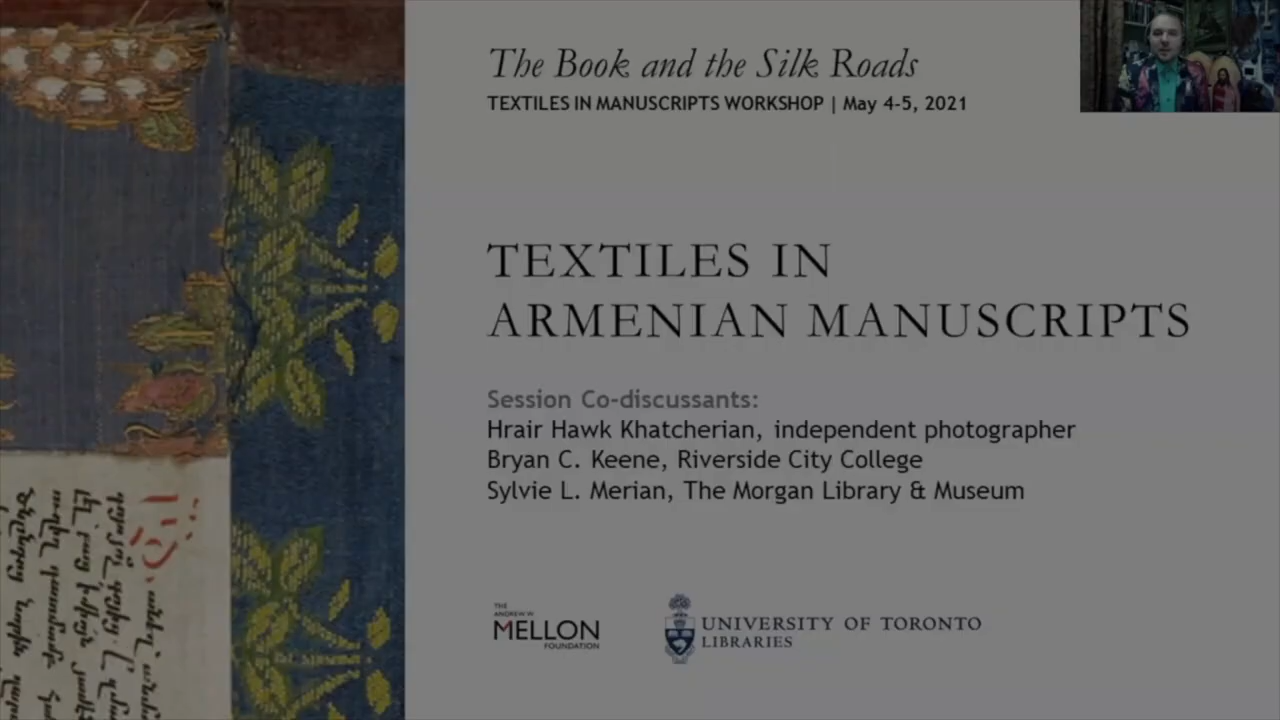 The Book and the Silk Roads
TEXTILES IN MANUSCRIPTS WORKSHOP | May 4-5, 2021
TEXTILES IN
ARMENIAN MANUSCRIPTS
Session Co-discussants:
Hrair Hawk Khatcherian, independent photographer
Bryan C. Keene, Riverside City College
Sylvie L. Merian, The Morgan Library & Museum
THE
ANDREW W
MELLON
FOUNDATION
UNIVERSITY OF TORONTO
LIBRARIES